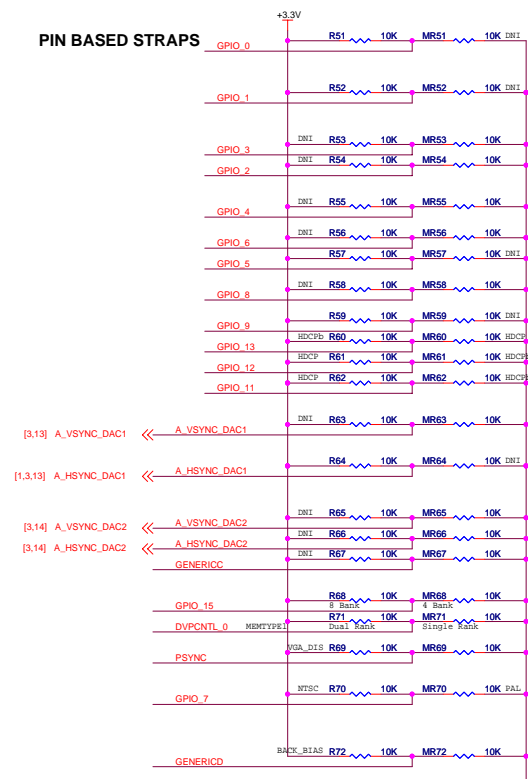 +3.3V
PIN BASED STRAPS
R51 10K MR51 10K DNI
GPIO_0
R52 10K MR52 10K DNI
GPIO_1
DNI R53 10K MR53 10K
GPIO_3
DNI R54 10K MR54 10K
GPIO_2
DNI R55 10K MR55 10K
GPIO_4
DNI R56 10K MR56 10K
GPIO_6
R57 10K MR57 10K DNI
GPIO_5
DNI R58 10K MR58 10K
GPIO_8
R59 10K MR59 10K DNI
GPIO_9
HDCPb R60 10K MR60 10K HDCP
GPIO_13
HDCP R61 10K MR61 10K HDCPb
GPIO_12
HDCP R62 10K MR62 10K HDCPb
GPIO_11
DNI R63 10K MR63 10K
[3,13] A_VSYNC_DAC1 A_VSYNC_DAC1
R64 10K MR64 10K DNI
[1,3,13] A_HSYNC_DAC1 A_HSYNC_DAC1
DNI R65 10K MR65 10K
[3,14] A_VSYNC_DAC2 A_VSYNC_DAC2
DNI R66 10K MR66 10K
[3,14] A_HSYNC_DAC2 A_HSYNC_DAC2
DNI R67 10K MR67 10K
GENERICC
R68 10K MR68 10K
8 Bank 4 Bank
GPIO_15
MEMTYPE1 R71 10K MR71 10K
Dual Rank Single Rank
DVPCNTL_0
VGA_DIS R69 10K MR69 10K
PSYNC
NTSC R70 10K MR70 10K PAL
GPIO_7
BACK_BIAS R72 10K MR72 10K
GENERICD